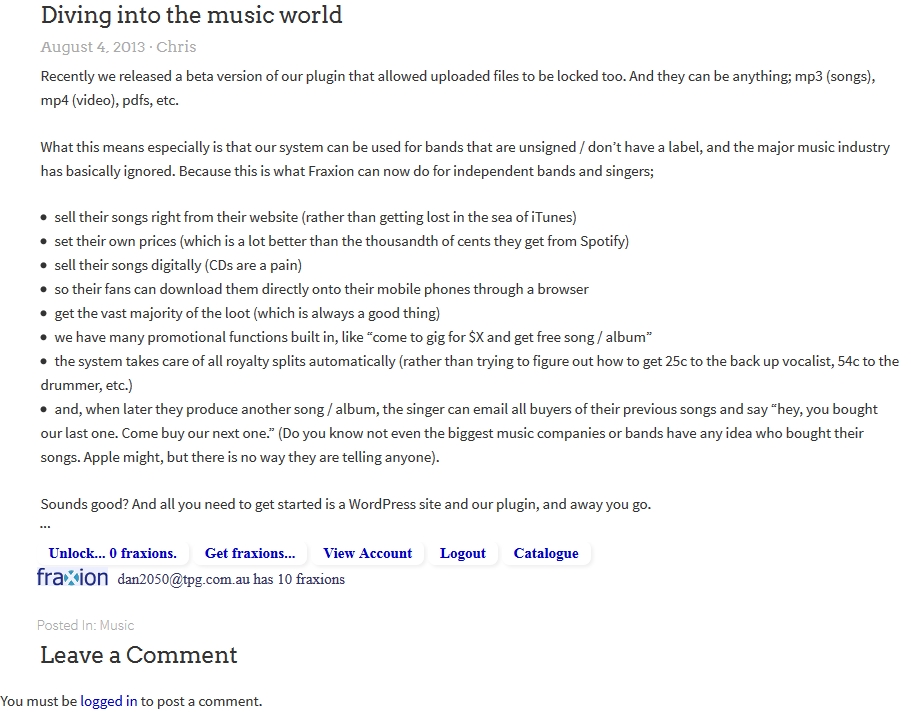 Diving into the music world
August 4, 2013 · Chris
Recently we released a beta version of our plugin that allowed uploaded files to be locked too. And they can be anything; mp3 (songs),
mp4 (video), pdfs, etc.
What this means especially is that our system can be used for bands that are unsigned / don’t have a label, and the major music industry
has basically ignored. Because this is what Fraxion can now do for independent bands and singers;
● sell their songs right from their website (rather than getting lost in the sea of iTunes)
● set their own prices (which is a lot better than the thousandth of cents they get from Spotify)
● sell their songs digitally (CDs are a pain)
● so their fans can download them directly onto their mobile phones through a browser
● get the vast majority of the loot (which is always a good thing)
● we have many promotional functions built in, like “come to gig for $X and get free song / album”
● the system takes care of all royalty splits automatically (rather than trying to figure out how to get 25c to the back up vocalist, 54c to the
drummer, etc.)
● and, when later they produce another song / album, the singer can email all buyers of their previous songs and say “hey, you bought
our last one. Come buy our next one.” (Do you know not even the biggest music companies or bands have any idea who bought their
songs. Apple might, but there is no way they are telling anyone).
Sounds good? And all you need to get started is a WordPress site and our plugin, and away you go.
...
Unlock... 0 fraxions. Get fraxions... View Account Logout Catalogue
fraxion dan2050@tpg.com.au has 10 fraxions
Posted In: Music
Leave a Comment
You must be logged in to post a comment.